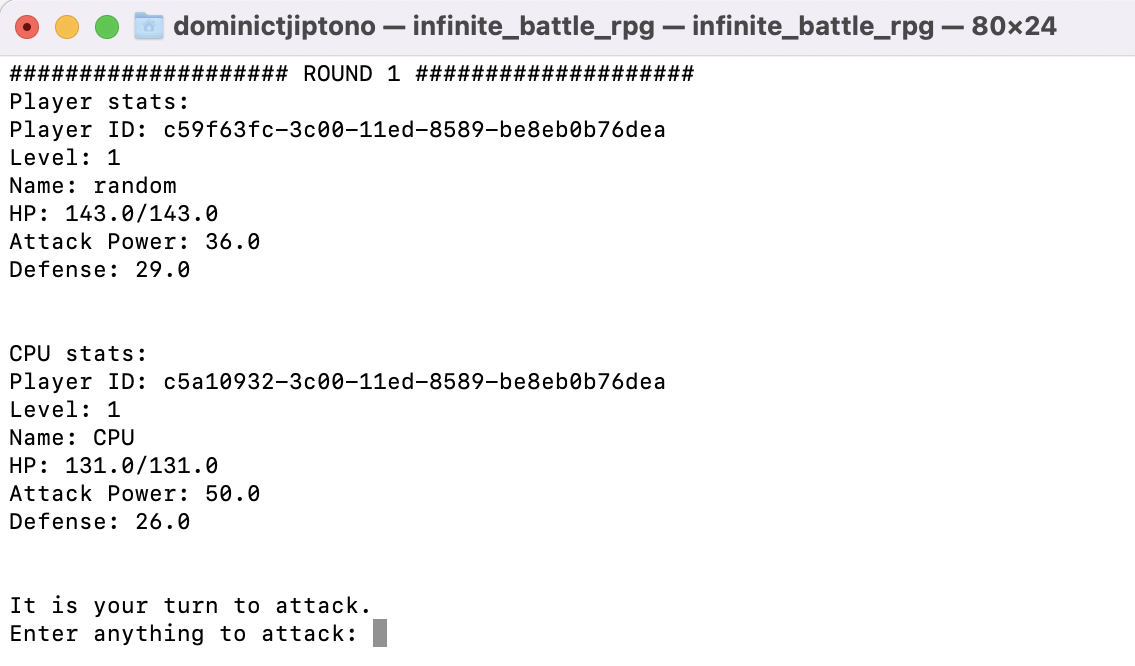 dominictjiptono — infinite_battle_rpg — infinite_battle_rpg — 80×24
#################### ROUND 1 ####################
Player stats:
Player ID: c59f63fc-3c00-11ed-8589-be8eb0b76dea
Level: 1
Name: random
HP: 143.0/143.0
Attack Power: 36.0
Defense: 29.0
CPU stats:
Player ID: c5a10932-3c00-11ed-8589-be8eb0b76dea
Level: 1
Name: CPU
HP: 131.0/131.0
Attack Power: 50.0
Defense: 26.0
It is your turn to attack.
Enter anything to attack: